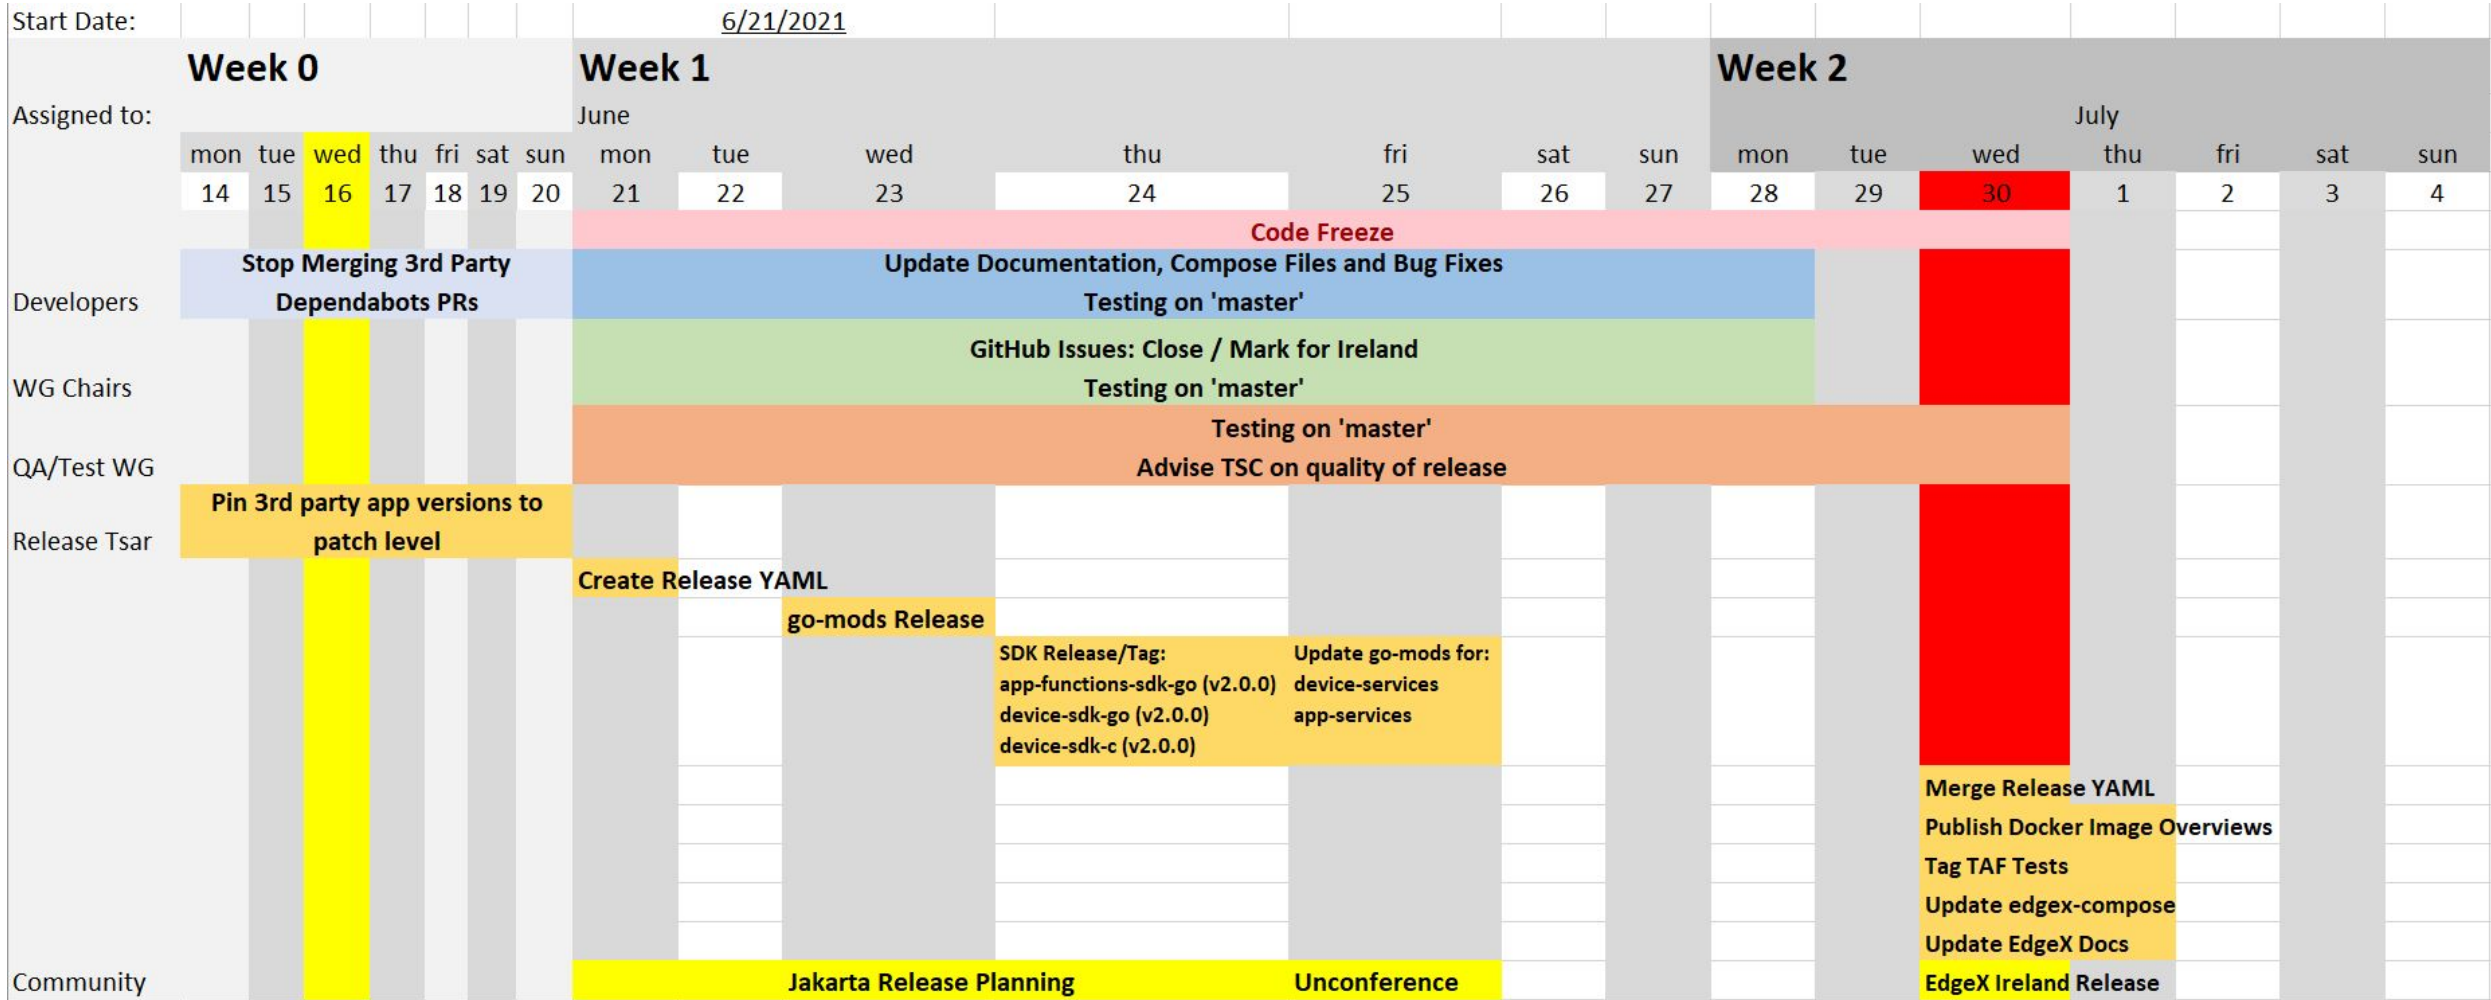 Start Date: 6/21/2021
Week 0 Week 1 Week 2
Assigned to: June July
mon tue wed thu fri sat sun mon tue wed thu fri sat sun mon tue wed thu fri sat sun
14 15 16 17 18 19 20 21 22 23 24 25 26 27 28 29 30 1 2 3 4
Code Freeze
Stop Merging 3rd Party Update Documentation, Compose Files and Bug Fixes
Developers Dependabots PRs Testing on 'master'
GitHub Issues: Close / Mark for Ireland
WG Chairs Testing on 'master'
Testing on 'master'
QA/Test WG Advise TSC on quality of release
Pin 3rd party app versions to
Release Tsar patch level
Create Release YAML
go-mods Release
SDK Release/Tag: Update go-mods for:
app-functions-sdk-go (v2.0.0) device-services
device-sdk-go (v2.0.0) app-services
device-sdk-c (v2.0.0)
Merge Release YAML
Publish Docker Image Overviews
Tag TAF Tests
Update edgex-compose
Update EdgeX Docs
Community Jakarta Release Planning Unconference EdgeX Ireland Release